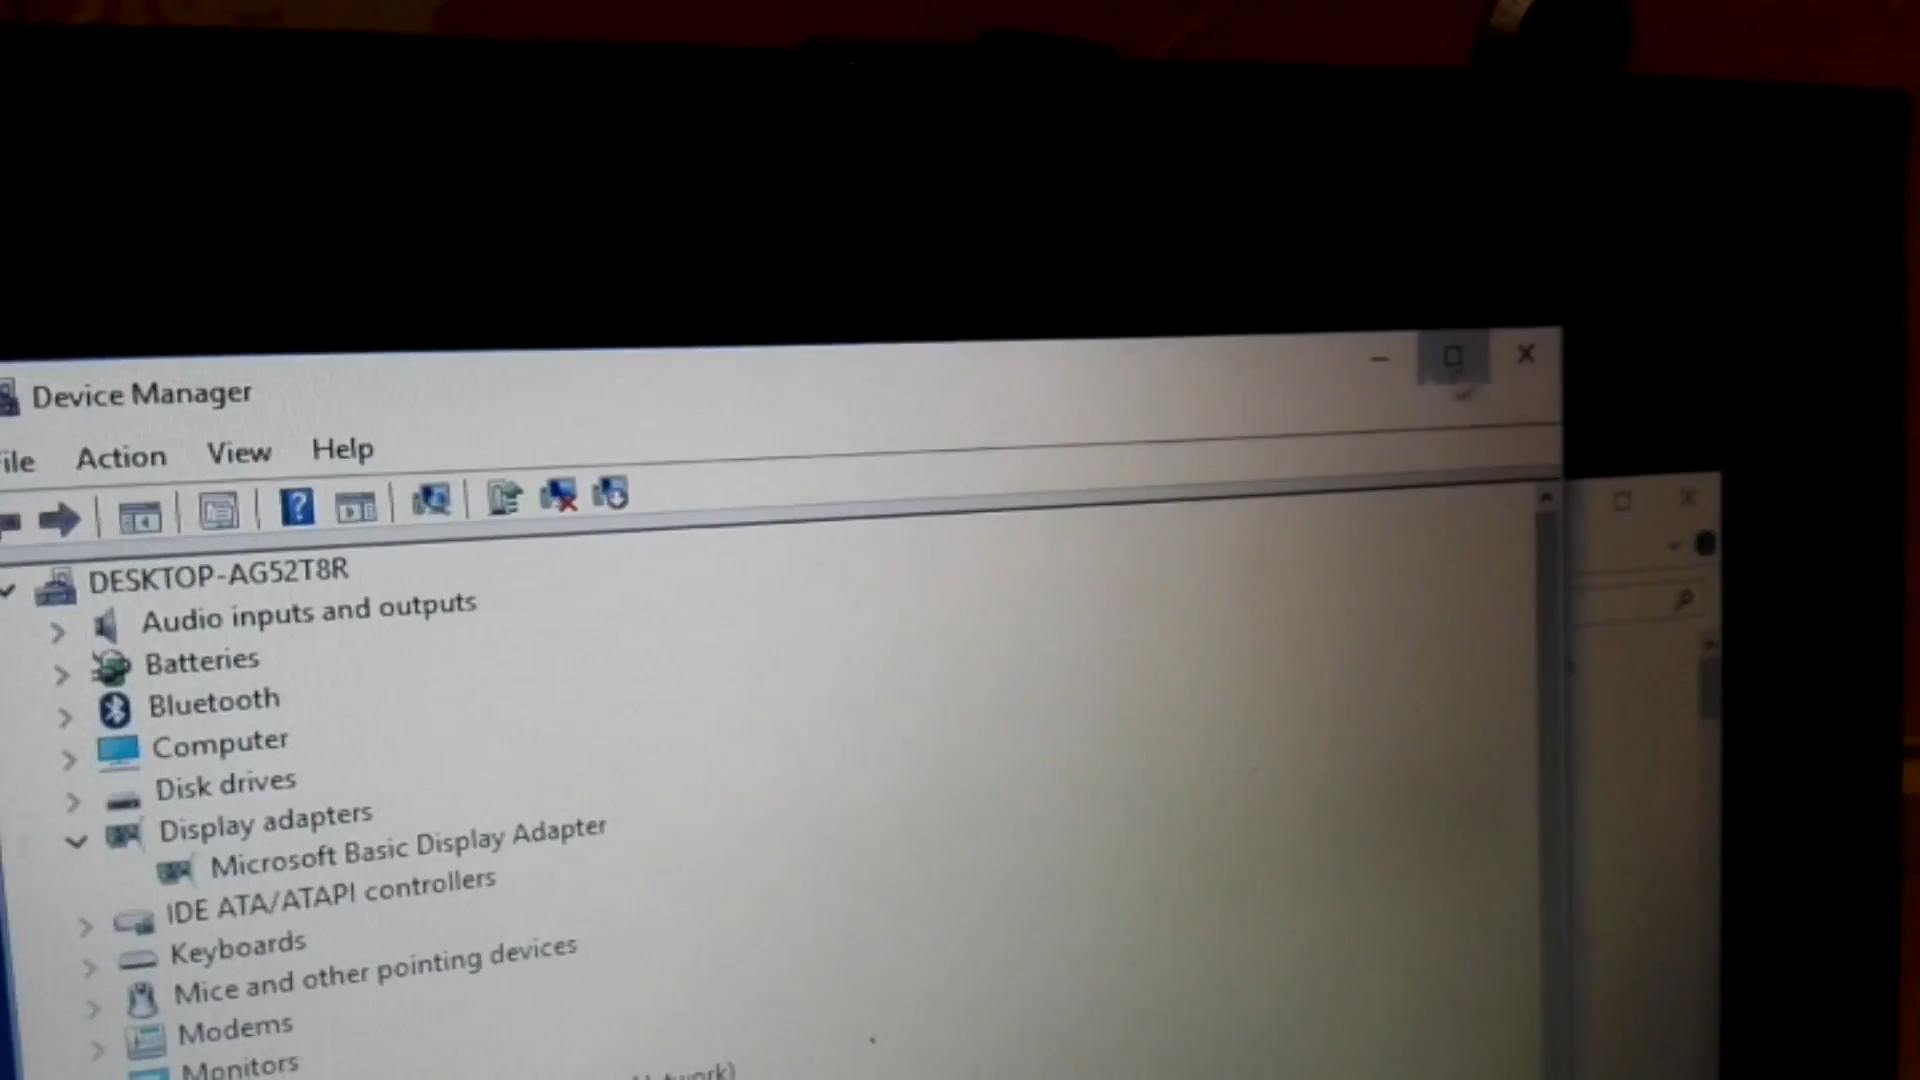 Device Manager
ile Action View Help
DESKTOP-AG52T8R
Audio inputs and outputs
Batteries
Bluetooth
Computer
Disk drives
Display adapters
Microsoft Basic Display Adapter
IDE ATA/ATAPI controllers
Keyboards
Mice and other pointing devices
Modems
Monitors